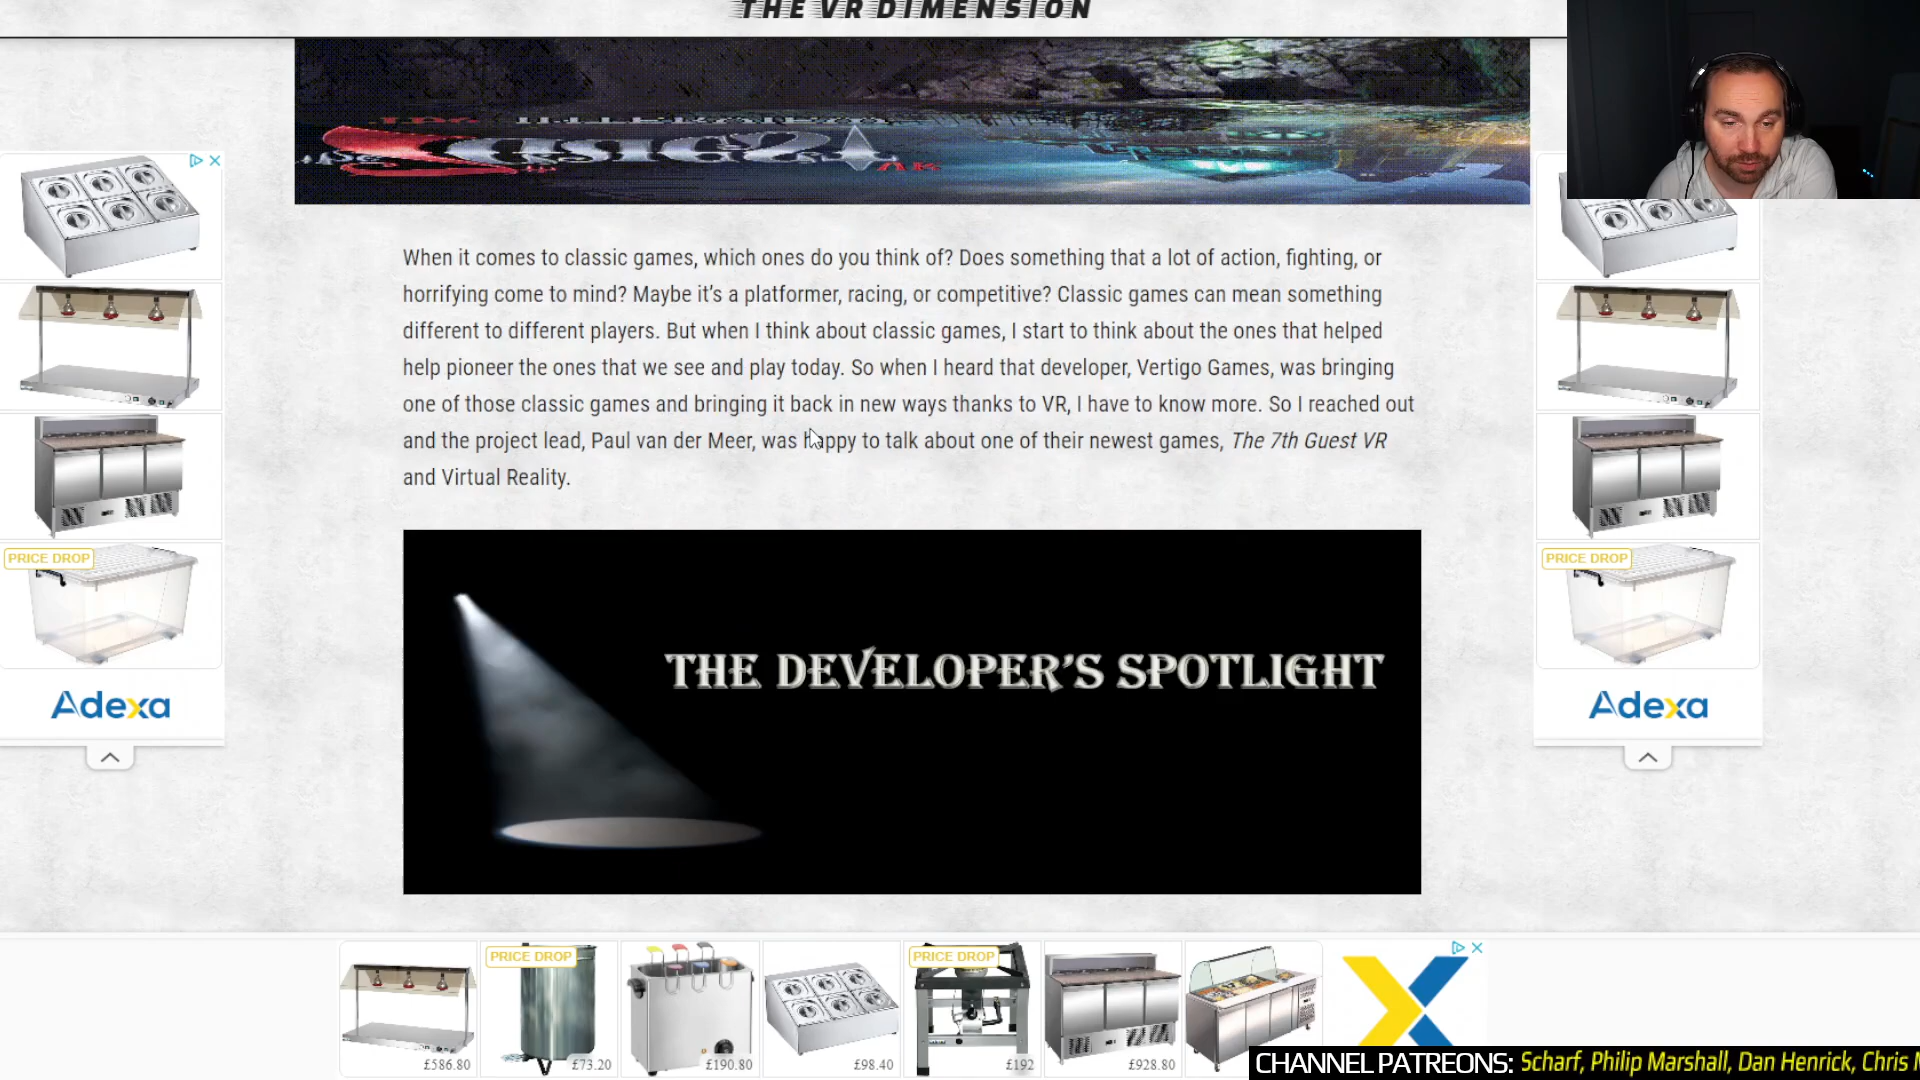 THE VR DIMENSION
When it comes to classic games, which ones do you think of? Does something that a lot of action, fighting, or
horrifying come to mind? Maybe it's a platformer, racing, or competitive? Classic games can mean something
different to different players. But when I think about classic games, I start to think about the ones that helped
help pioneer the ones that we see and play today. So when I heard that developer, Vertigo Games, was bringing
one of those classic games and bringing it back in new ways thanks to VR, I have to know more. So I reached out
and the project lead, Paul van der Meer, was happy to talk about one of their newest games, The 7th Guest VR
and Virtual Reality.
THE DEVELOPER'S SPOTLIGHT
PRICE DROP
Adexa
PRICE DROP
Adexa
PRICE DROP
PRICE DROP
£586.80
£73.20
£190.80
£98.40
£192
£928.80
CHANNEL PATREONS: Scharf, Philip Marshall, Dan Henrick, Chris